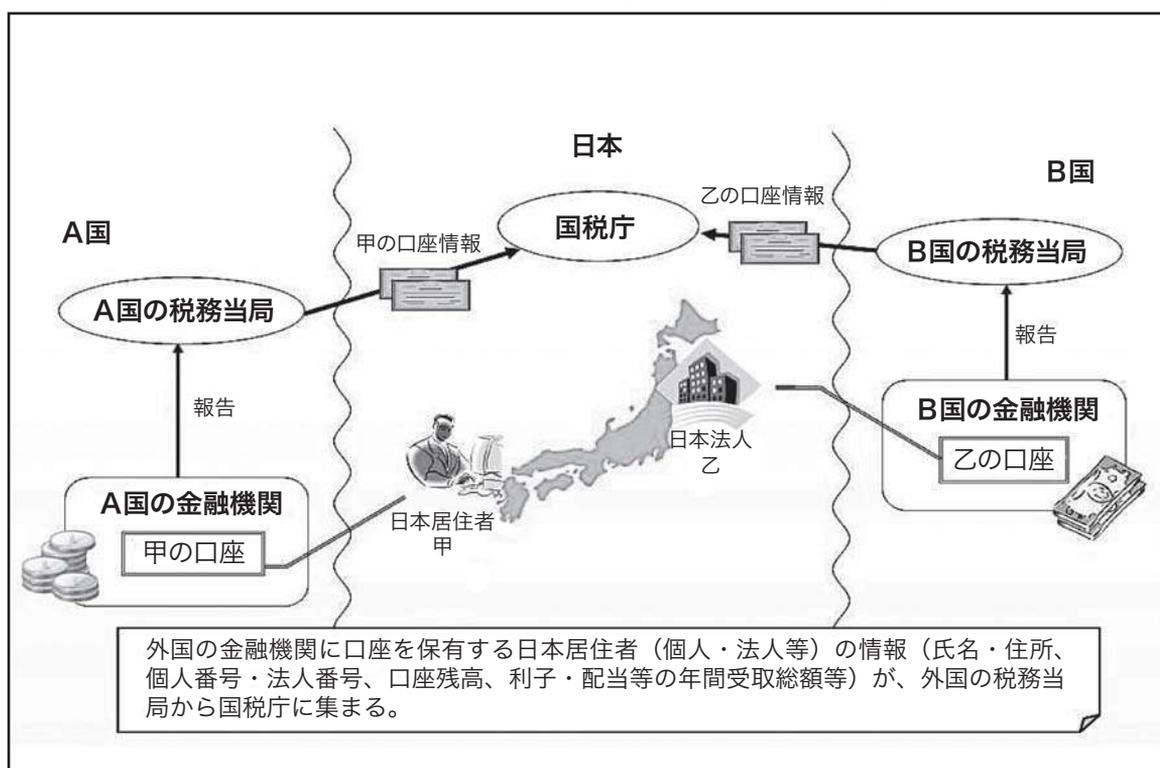 日本
B国
A国
乙の口座情報
国税庁
甲の口座情報
B国の税務当局
A国の税務当局
報告
報告
B国の金融機関
乙の口座
日本法人
乙
A国の金融機関
甲の口座
日本居住者
甲
外国の金融機関に口座を保有する日本居住者（個人・法人等）の情報（氏名・住所、
個人番号・法人番号、口座残高、利子・配当等の年間受取総額等）が、外国の税務当
局から国税庁に集まる。